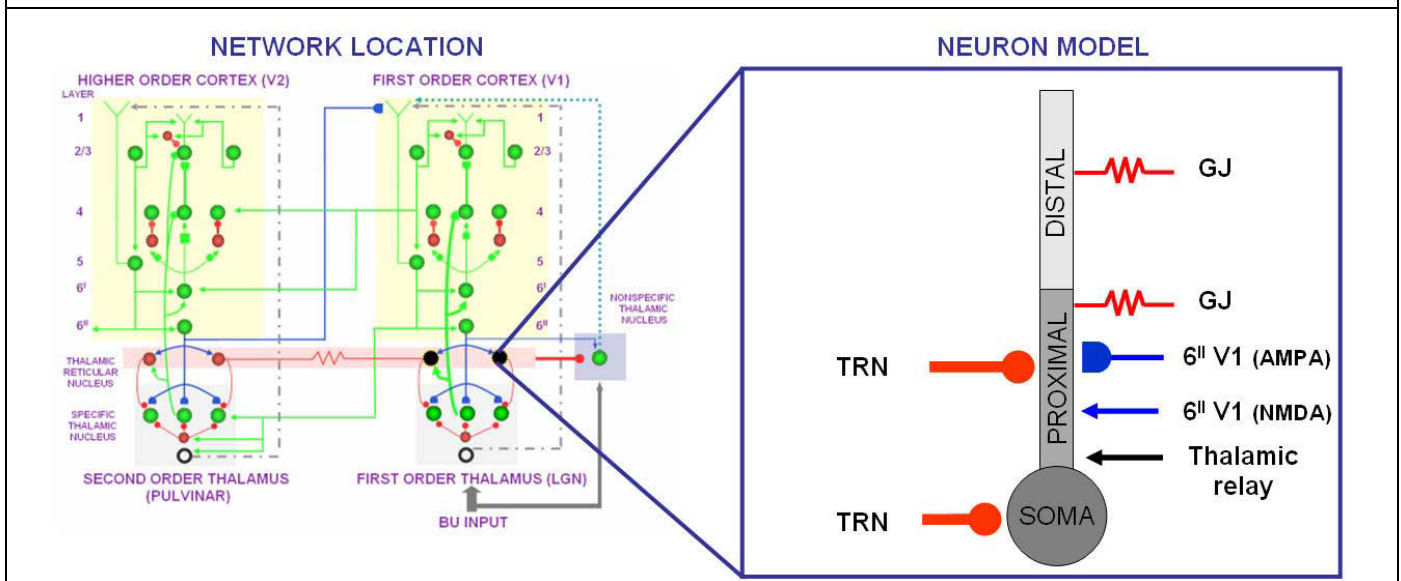 NETWORK LOCATION
HIGHER ORDER CORTEX (V2)
FIRST ORDER CORTEX (V1)
LAYER
1
2/3
4
5
6ᴵ
6ᴵᴵ
1
2/3
4
5
6ᴵ
6ᴵᴵ
NONSPECIFIC
THALAMIC
NUCLEUS
THALAMIC
RETICULAR
NUCLEUS
SPECIFIC
THALAMIC
NUCLEUS
SECOND ORDER THALAMUS
(PULVINAR)
FIRST ORDER THALAMUS (LGN)
BU INPUT
NEURON MODEL
DISTAL
GJ
PROXIMAL
GJ
TRN
6ᴵᴵ V1 (AMPA)
6ᴵᴵ V1 (NMDA)
Thalamic
relay
TRN
SOMA